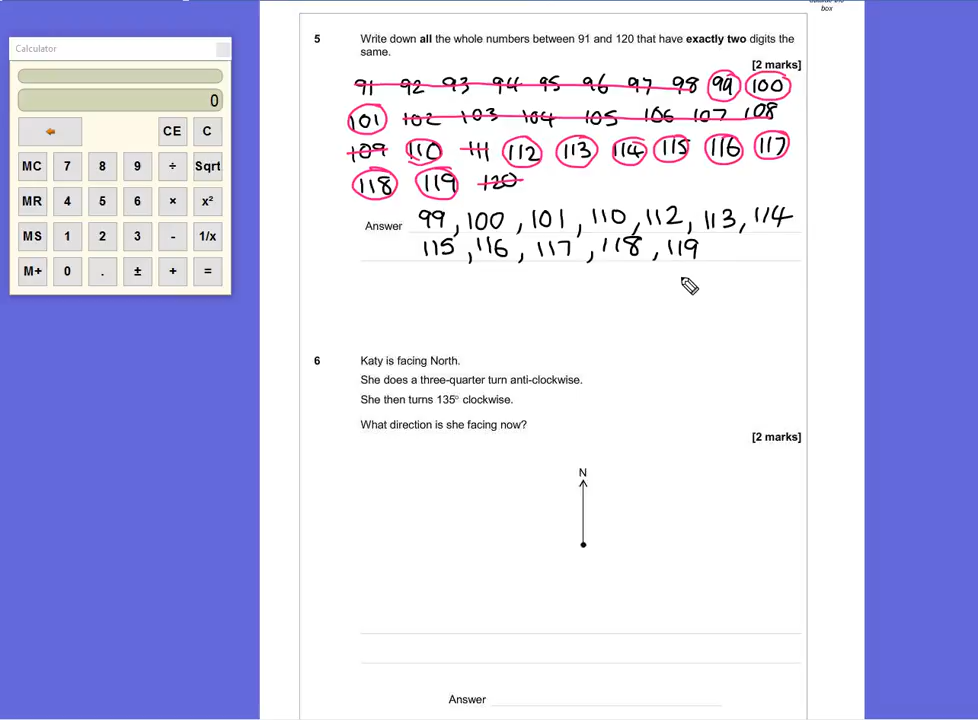 outside the
box
Calculator
0
CE C
MC 7 8 9 ÷ Sqrt
MR 4 5 6 × x²
MS 1 2 3 - 1/x
M+ 0 . ± + =
5 Write down all the whole numbers between 91 and 120 that have exactly two digits the
same.
[2 marks]
91 92 93 94 95 96 97 98 99 100
101 102 103 104 105 106 107 108
109 110 111 112 113 114 115 116 117
118 119 120
Answer 99, 100, 101, 110, 112, 113, 114
115, 116, 117, 118, 119
6 Katy is facing North.
She does a three-quarter turn anti-clockwise.
She then turns 135° clockwise.
What direction is she facing now?
[2 marks]
N
Answer